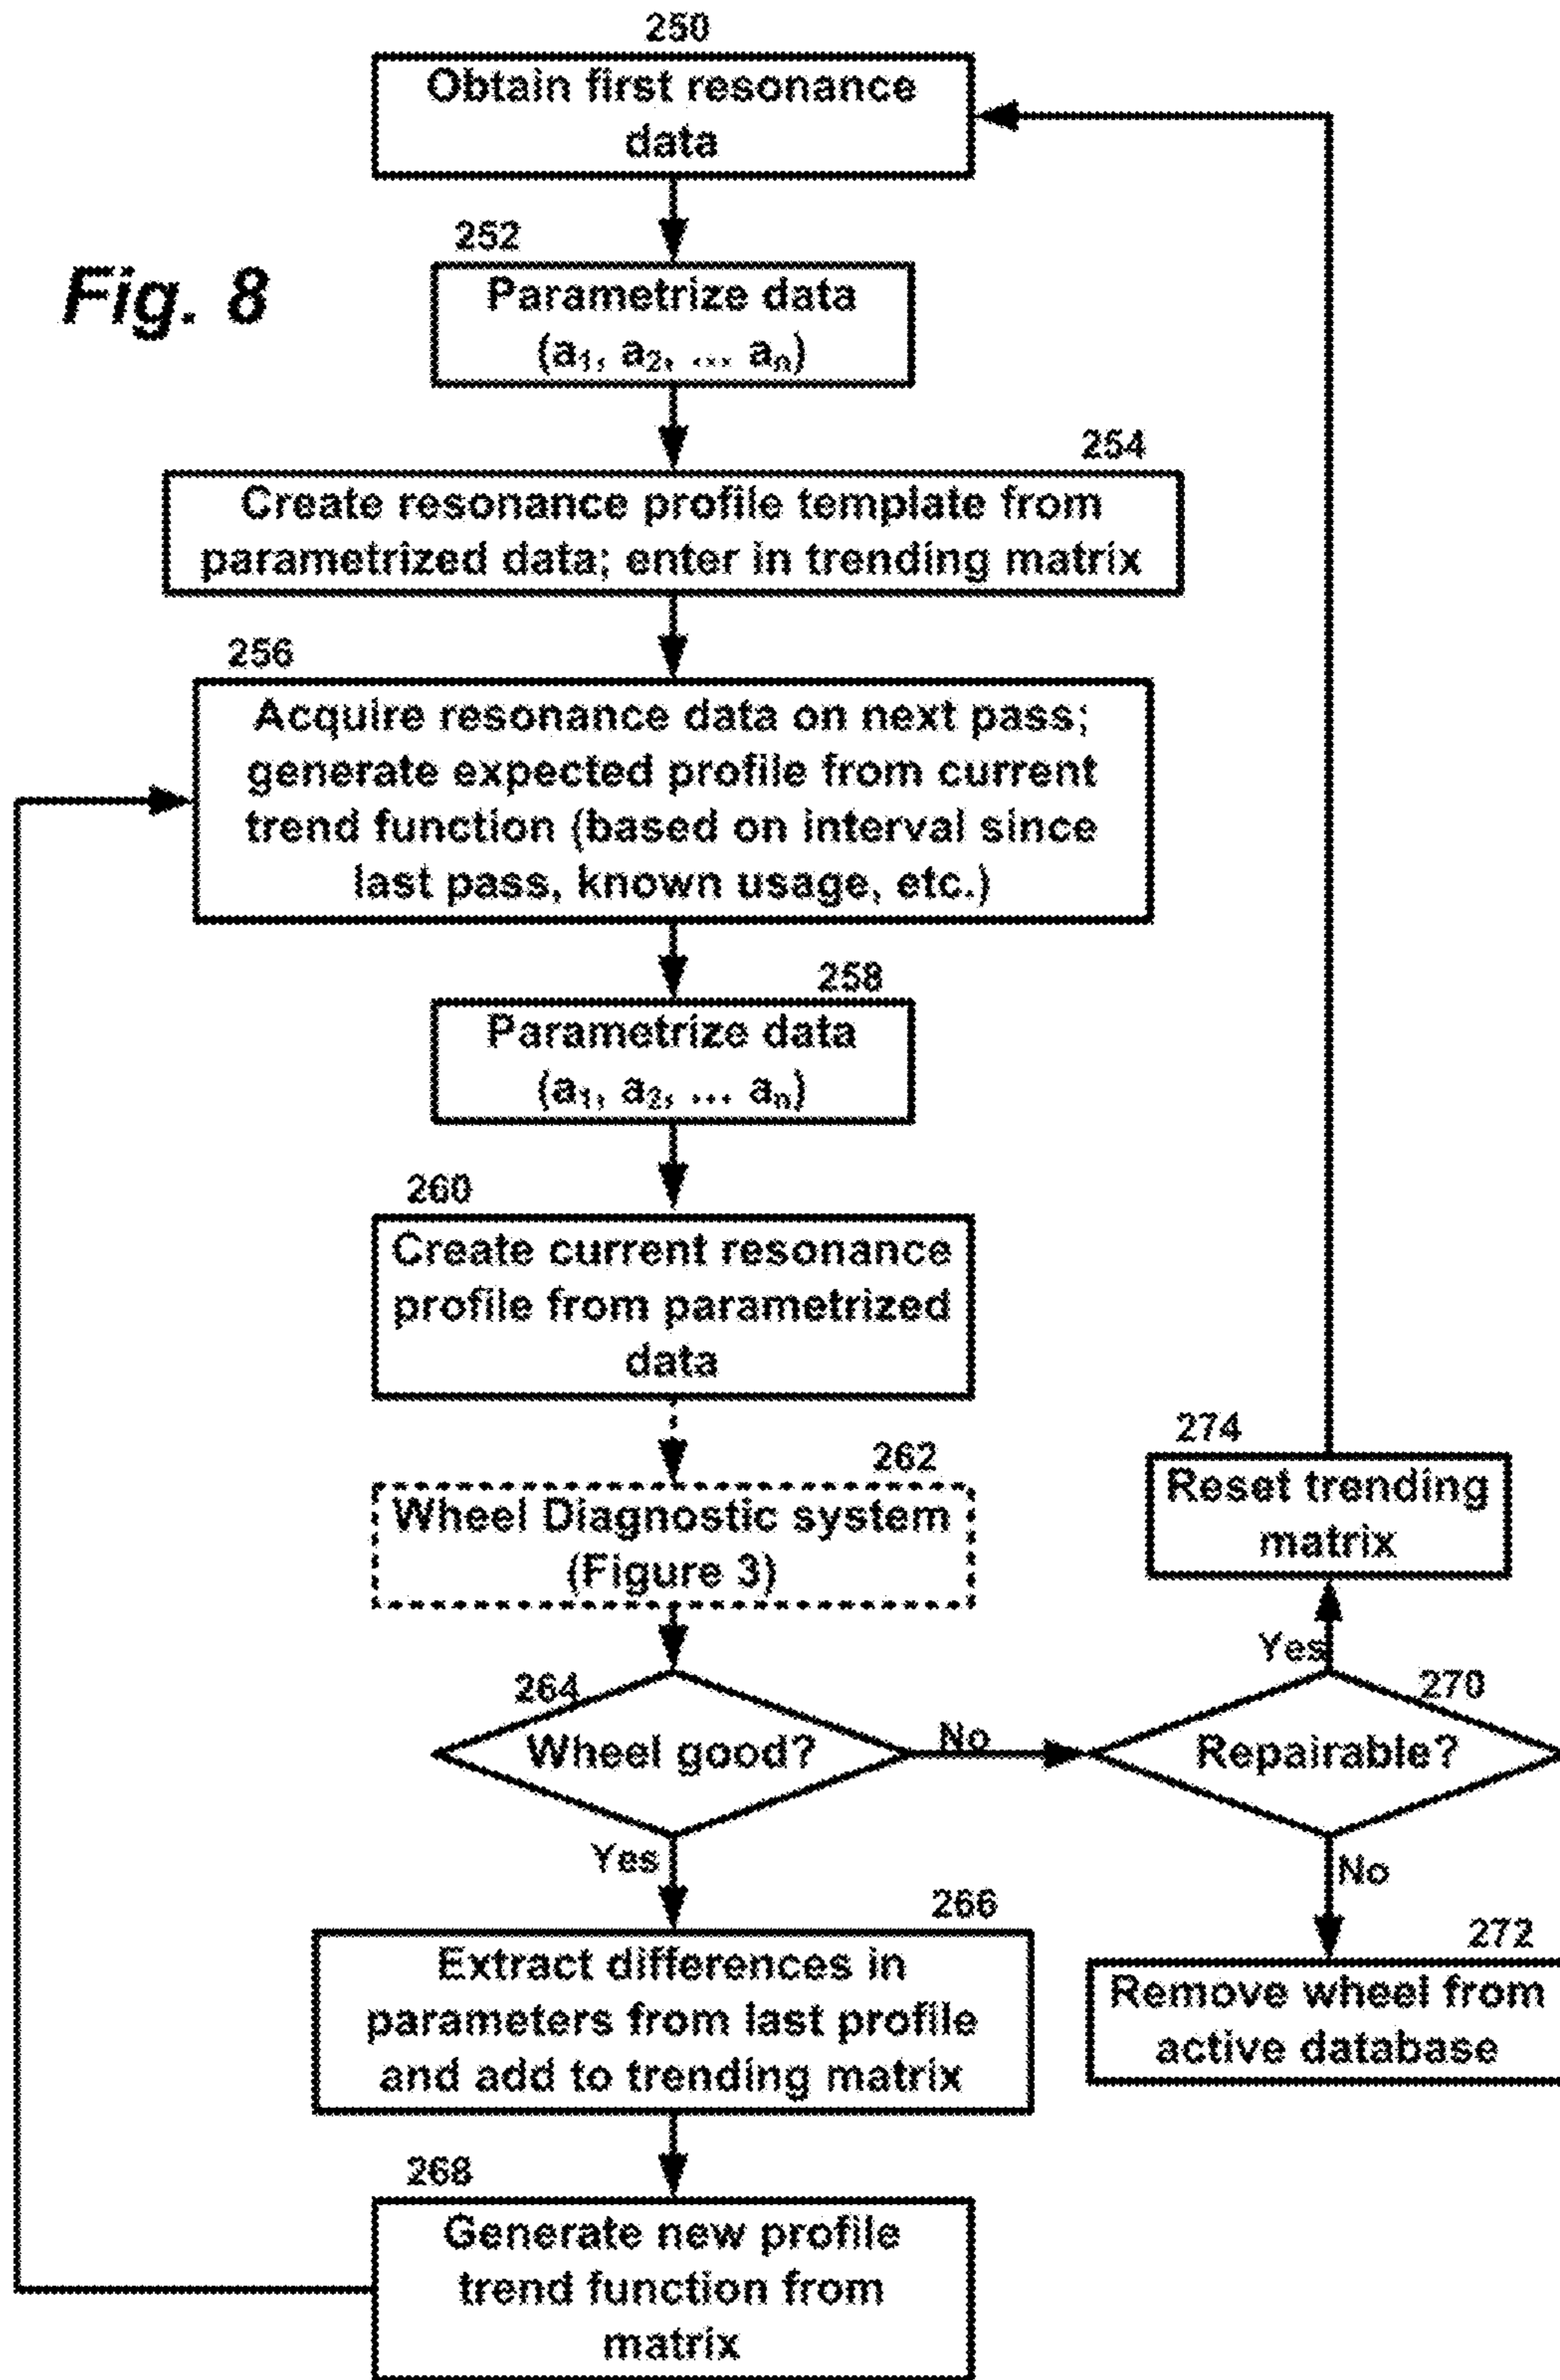 250
Obtain first resonance
data
Fig. 8
252
Parametrize data
(a₁, a₂, ... aₙ)
254
Create resonance profile template from
parametrized data; enter in trending matrix
256
Acquire resonance data on next pass;
generate expected profile from current
trend function (based on interval since
last pass, known usage, etc.)
258
Parametrize data
(a₁, a₂, ... aₙ)
260
Create current resonance
profile from parametrized
data
262
Wheel Diagnostic system
(Figure 3)
274
Reset trending
matrix
264
Wheel good?
No
Yes
270
Repairable?
Yes
No
266
Extract differences in
parameters from last profile
and add to trending matrix
272
Remove wheel from
active database
268
Generate new profile
trend function from
matrix